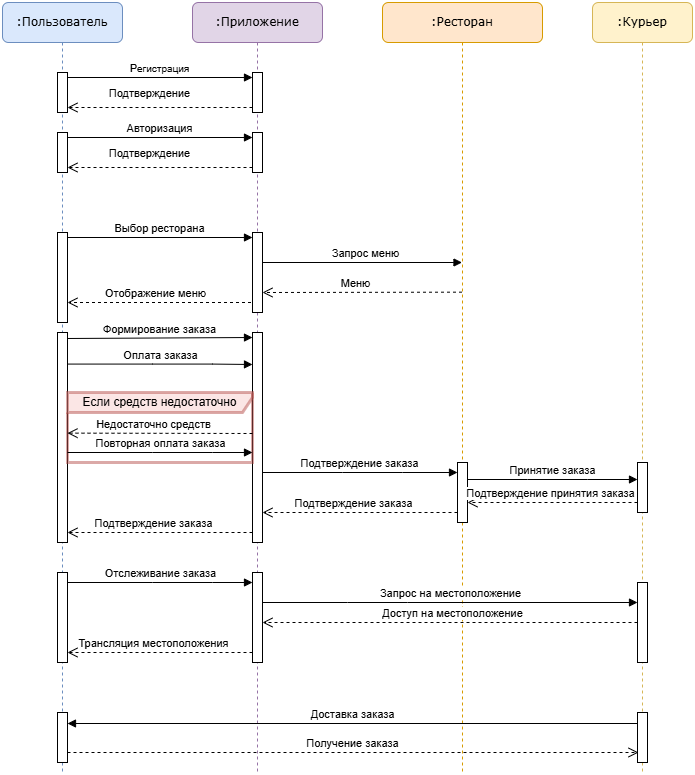 :Пользователь
:Приложение
:Ресторан
:Курьер
Регистрация
Подтверждение
Авторизация
Подтверждение
Выбор ресторана
Запрос меню
Меню
Отображение меню
Формирование заказа
Оплата заказа
Если средств недостаточно
Недостаточно средств
Повторная оплата заказа
Подтверждение заказа
Принятие заказа
Подтверждение принятия заказа
Подтверждение заказа
Подтверждение заказа
Отслеживание заказа
Запрос на местоположение
Доступ на местоположение
Трансляция местоположения
Доставка заказа
Получение заказа